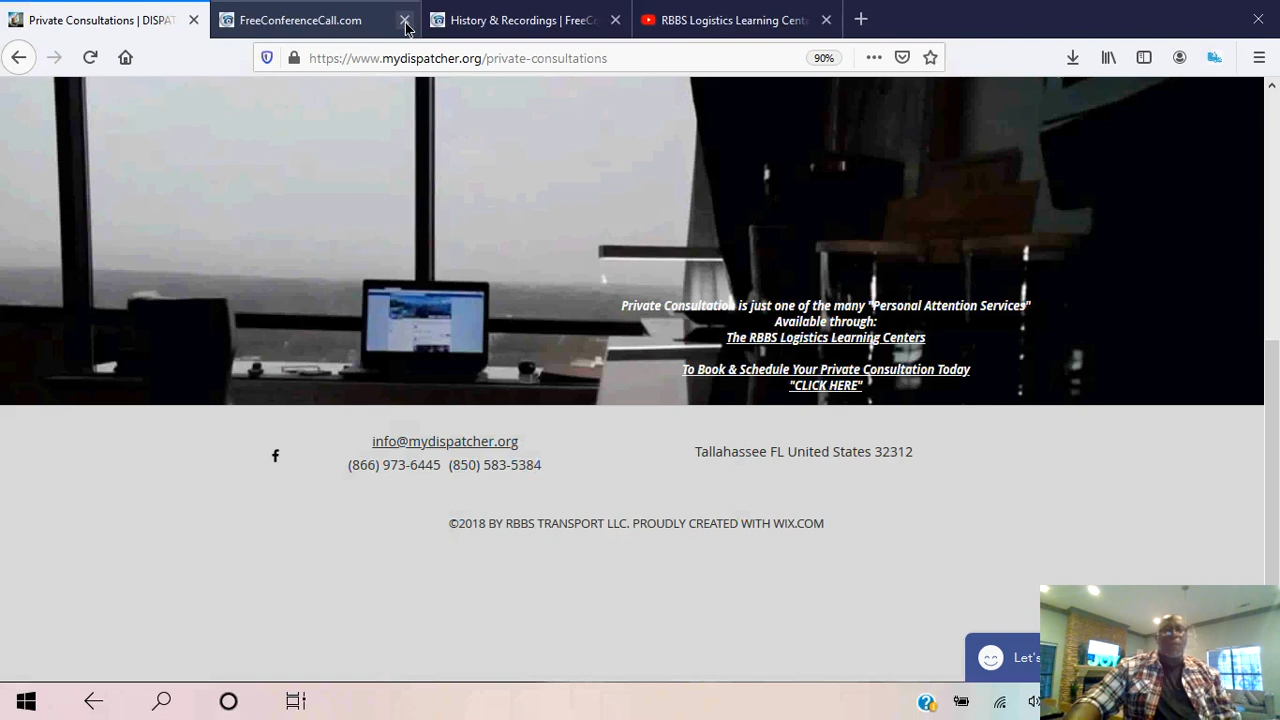 Private Consultations | DISPAT
FreeConferenceCall.com
History & Recordings | FreeC
RBBS Logistics Learning Cent
https://www.mydispatcher.org/private-consultations
90%
Private Consultation is just one of the many "Personal Attention Services"
Available through:
The RBBS Logistics Learning Centers
To Book & Schedule Your Private Consultation Today
"CLICK HERE"
info@mydispatcher.org
(866) 973-6445 (850) 583-5384
Tallahassee FL United States 32312
©2018 BY RBBS TRANSPORT LLC. PROUDLY CREATED WITH WIX.COM
Let's